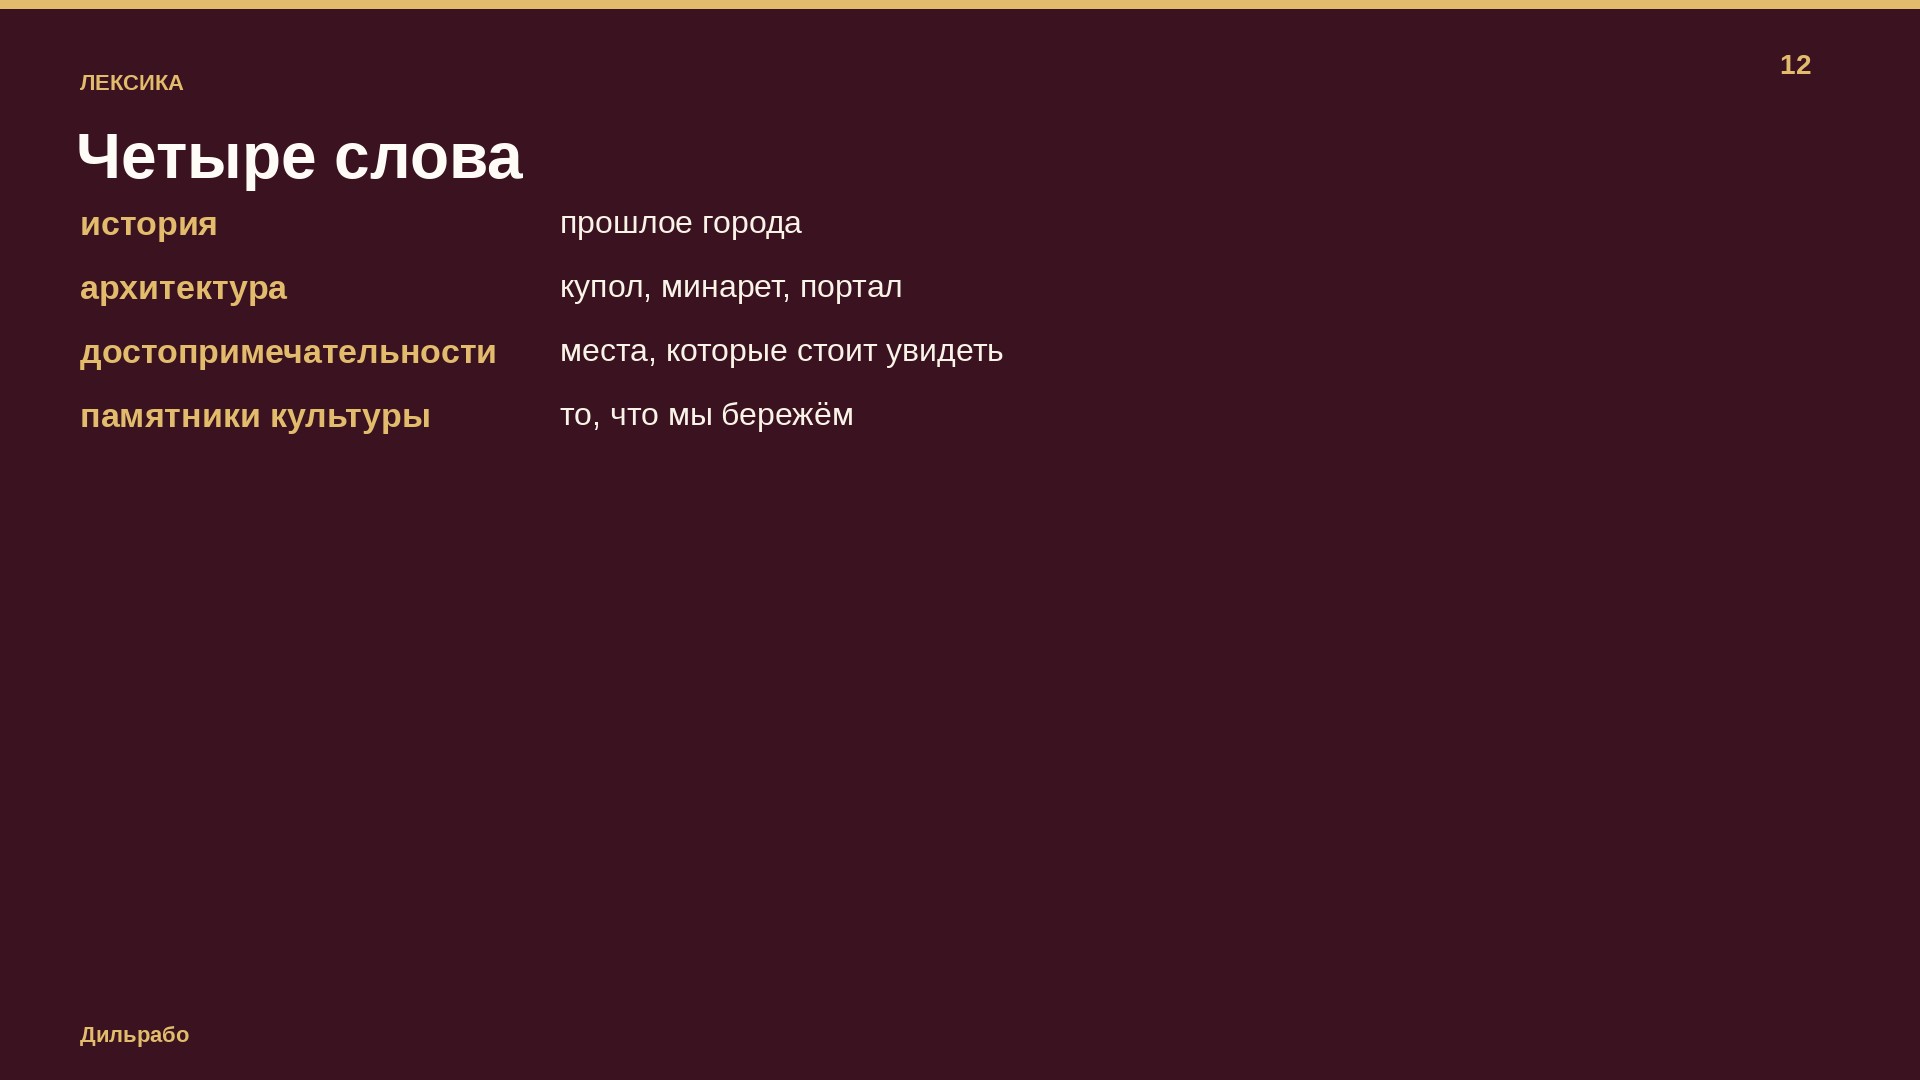 ЛЕКСИКА
12
Четыре слова
история прошлое города
архитектура купол, минарет, портал
достопримечательности места, которые стоит увидеть
памятники культуры то, что мы бережём
Дильрабо